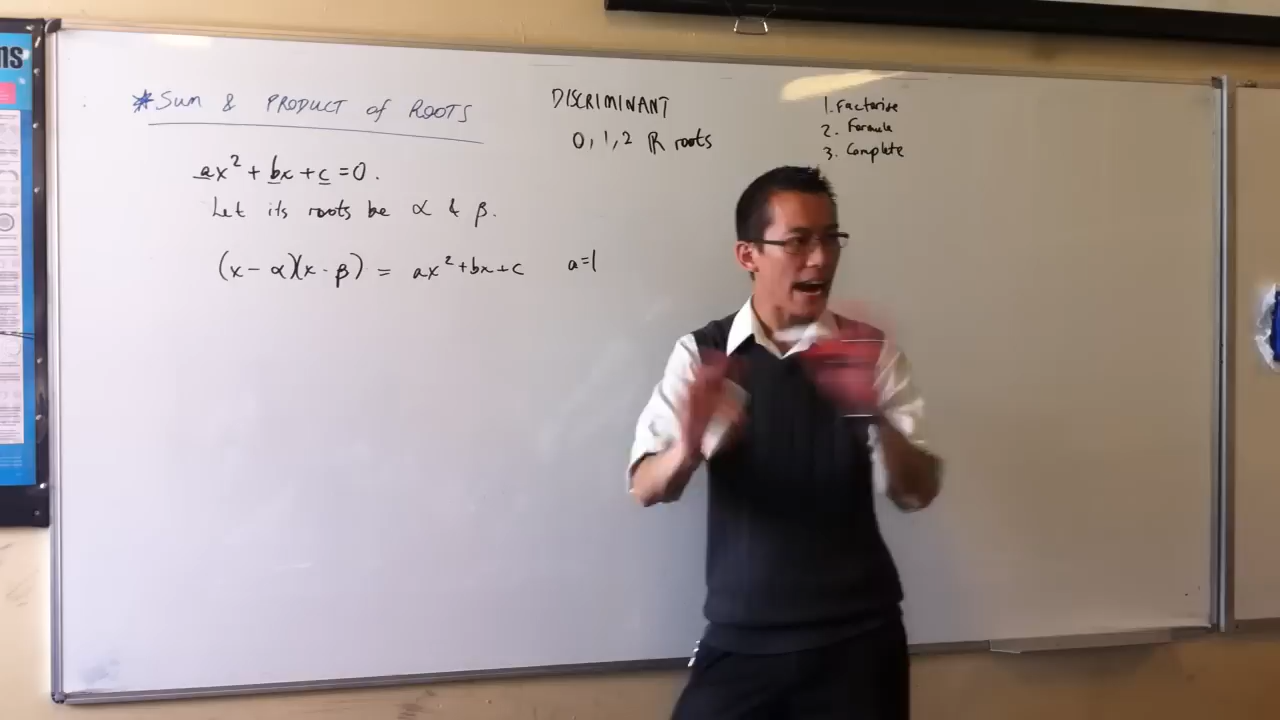 *Sum & PRODUCT of ROOTS
ax² + bx + c = 0.
Let its roots be α & β.
(x - α)(x - β) = ax² + bx + c a=1
DISCRIMINANT
0, 1, 2 ℝ roots
1. Factorise
2. Formula
3. Complete
ns